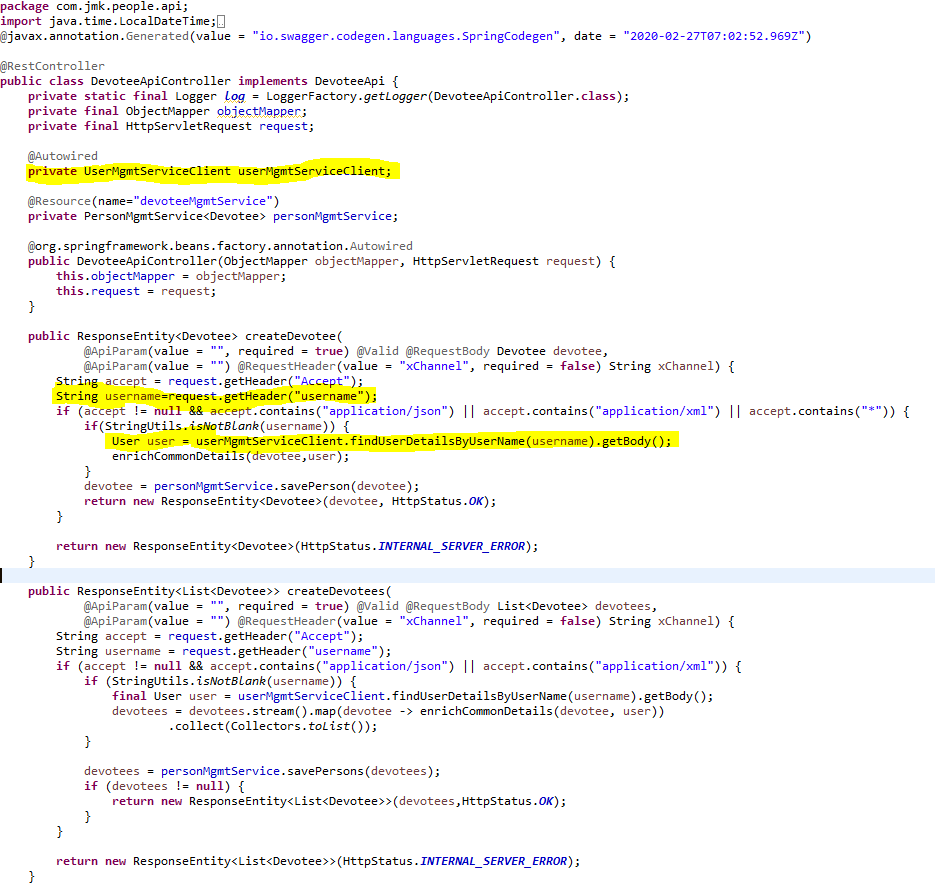 package com.jmk.people.api;
import java.time.LocalDateTime;
@javax.annotation.Generated(value = "io.swagger.codegen.languages.SpringCodegen", date = "2020-02-27T07:02:52.969Z")

@RestController
public class DevoteeApiController implements DevoteeApi {
    private static final Logger log = LoggerFactory.getLogger(DevoteeApiController.class);
    private final ObjectMapper objectMapper;
    private final HttpServletRequest request;

    @Autowired
    private UserMgmtServiceClient userMgmtServiceClient;

    @Resource(name="devoteeMgmtService")
    private PersonMgmtService<Devotee> personMgmtService;

    @org.springframework.beans.factory.annotation.Autowired
    public DevoteeApiController(ObjectMapper objectMapper, HttpServletRequest request) {
        this.objectMapper = objectMapper;
        this.request = request;
    }

    public ResponseEntity<Devotee> createDevotee(
            @ApiParam(value = "", required = true) @Valid @RequestBody Devotee devotee,
            @ApiParam(value = "") @RequestHeader(value = "xChannel", required = false) String xChannel) {
        String accept = request.getHeader("Accept");
        String username=request.getHeader("username");
        if (accept != null && accept.contains("application/json") || accept.contains("application/xml") || accept.contains("*")) {
            if(StringUtils.isNotBlank(username)) {
                User user = userMgmtServiceClient.findUserDetailsByUserName(username).getBody();
                enrichCommonDetails(devotee,user);
            }
            devotee = personMgmtService.savePerson(devotee);
            return new ResponseEntity<Devotee>(devotee, HttpStatus.OK);
        }

        return new ResponseEntity<Devotee>(HttpStatus.INTERNAL_SERVER_ERROR);
    }

    public ResponseEntity<List<Devotee>> createDevotees(
            @ApiParam(value = "", required = true) @Valid @RequestBody List<Devotee> devotees,
            @ApiParam(value = "") @RequestHeader(value = "xChannel", required = false) String xChannel) {
        String accept = request.getHeader("Accept");
        String username = request.getHeader("username");
        if (accept != null && accept.contains("application/json") || accept.contains("application/xml")) {
            if (StringUtils.isNotBlank(username)) {
                final User user = userMgmtServiceClient.findUserDetailsByUserName(username).getBody();
                devotees = devotees.stream().map(devotee -> enrichCommonDetails(devotee, user))
                        .collect(Collectors.toList());
            }

            devotees = personMgmtService.savePersons(devotees);
            if (devotees != null) {
                return new ResponseEntity<List<Devotee>>(devotees,HttpStatus.OK);
            }
        }

        return new ResponseEntity<List<Devotee>>(HttpStatus.INTERNAL_SERVER_ERROR);
    }